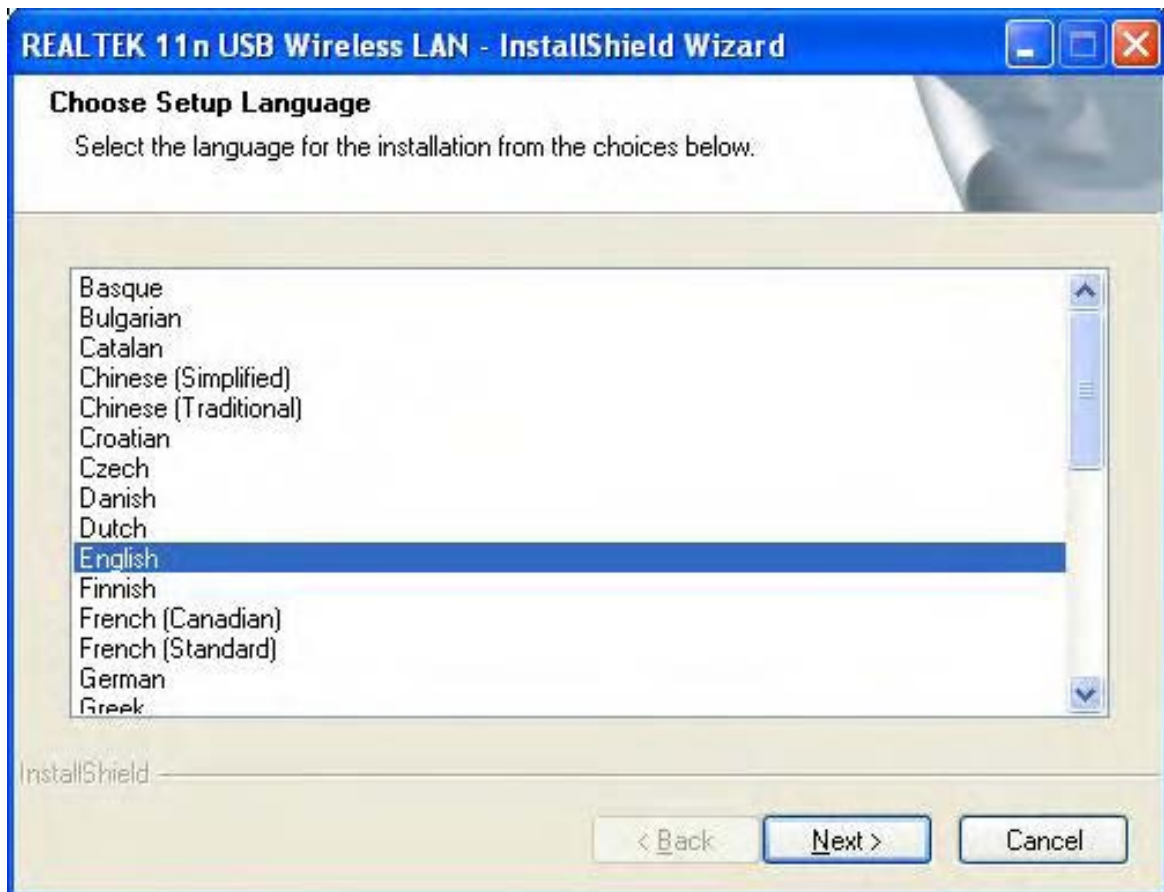 REALTEK 11n USB Wireless LAN - InstallShield Wizard
Choose Setup Language
Select the language for the installation from the choices below.
Basque
Bulgarian
Catalan
Chinese (Simplified)
Chinese (Traditional)
Croatian
Czech
Danish
Dutch
English
Finnish
French (Canadian)
French (Standard)
German
Greek
InstallShield
< Back Next > Cancel